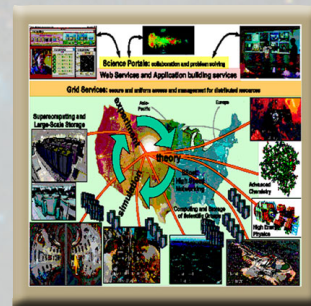 Science Portals: collaboration and problem solving
Web Services and Application building services
Grid Services: secure and uniform access and management for distributed resources
Supercomputing and
Large-Scale Storage
Asia-
Pacific
Europe
experiment
theory
simulation
Networking
Computing and Storage
of Scientific Groups
Advanced
Chemistry
High Energy
Physics